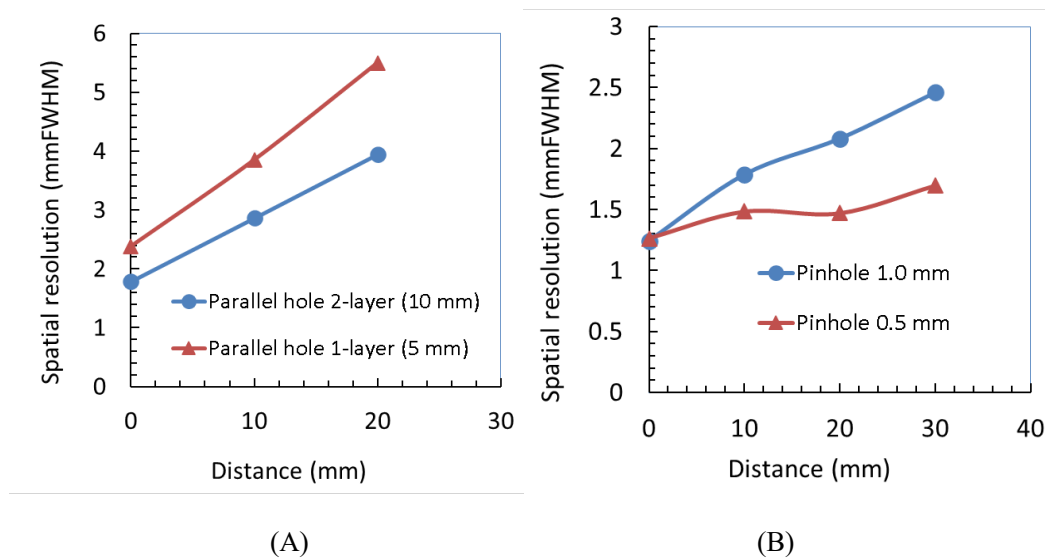 Spatial resolution (mmFWHM)
6
5
4
3
2
1
0
0 10 20 30
Distance (mm)
Parallel hole 2-layer (10 mm)
Parallel hole 1-layer (5 mm)
(A)
Spatial resolution (mmFWHM)
3
2.5
2
1.5
1
0.5
0
0 10 20 30 40
Distance (mm)
Pinhole 1.0 mm
Pinhole 0.5 mm
(B)